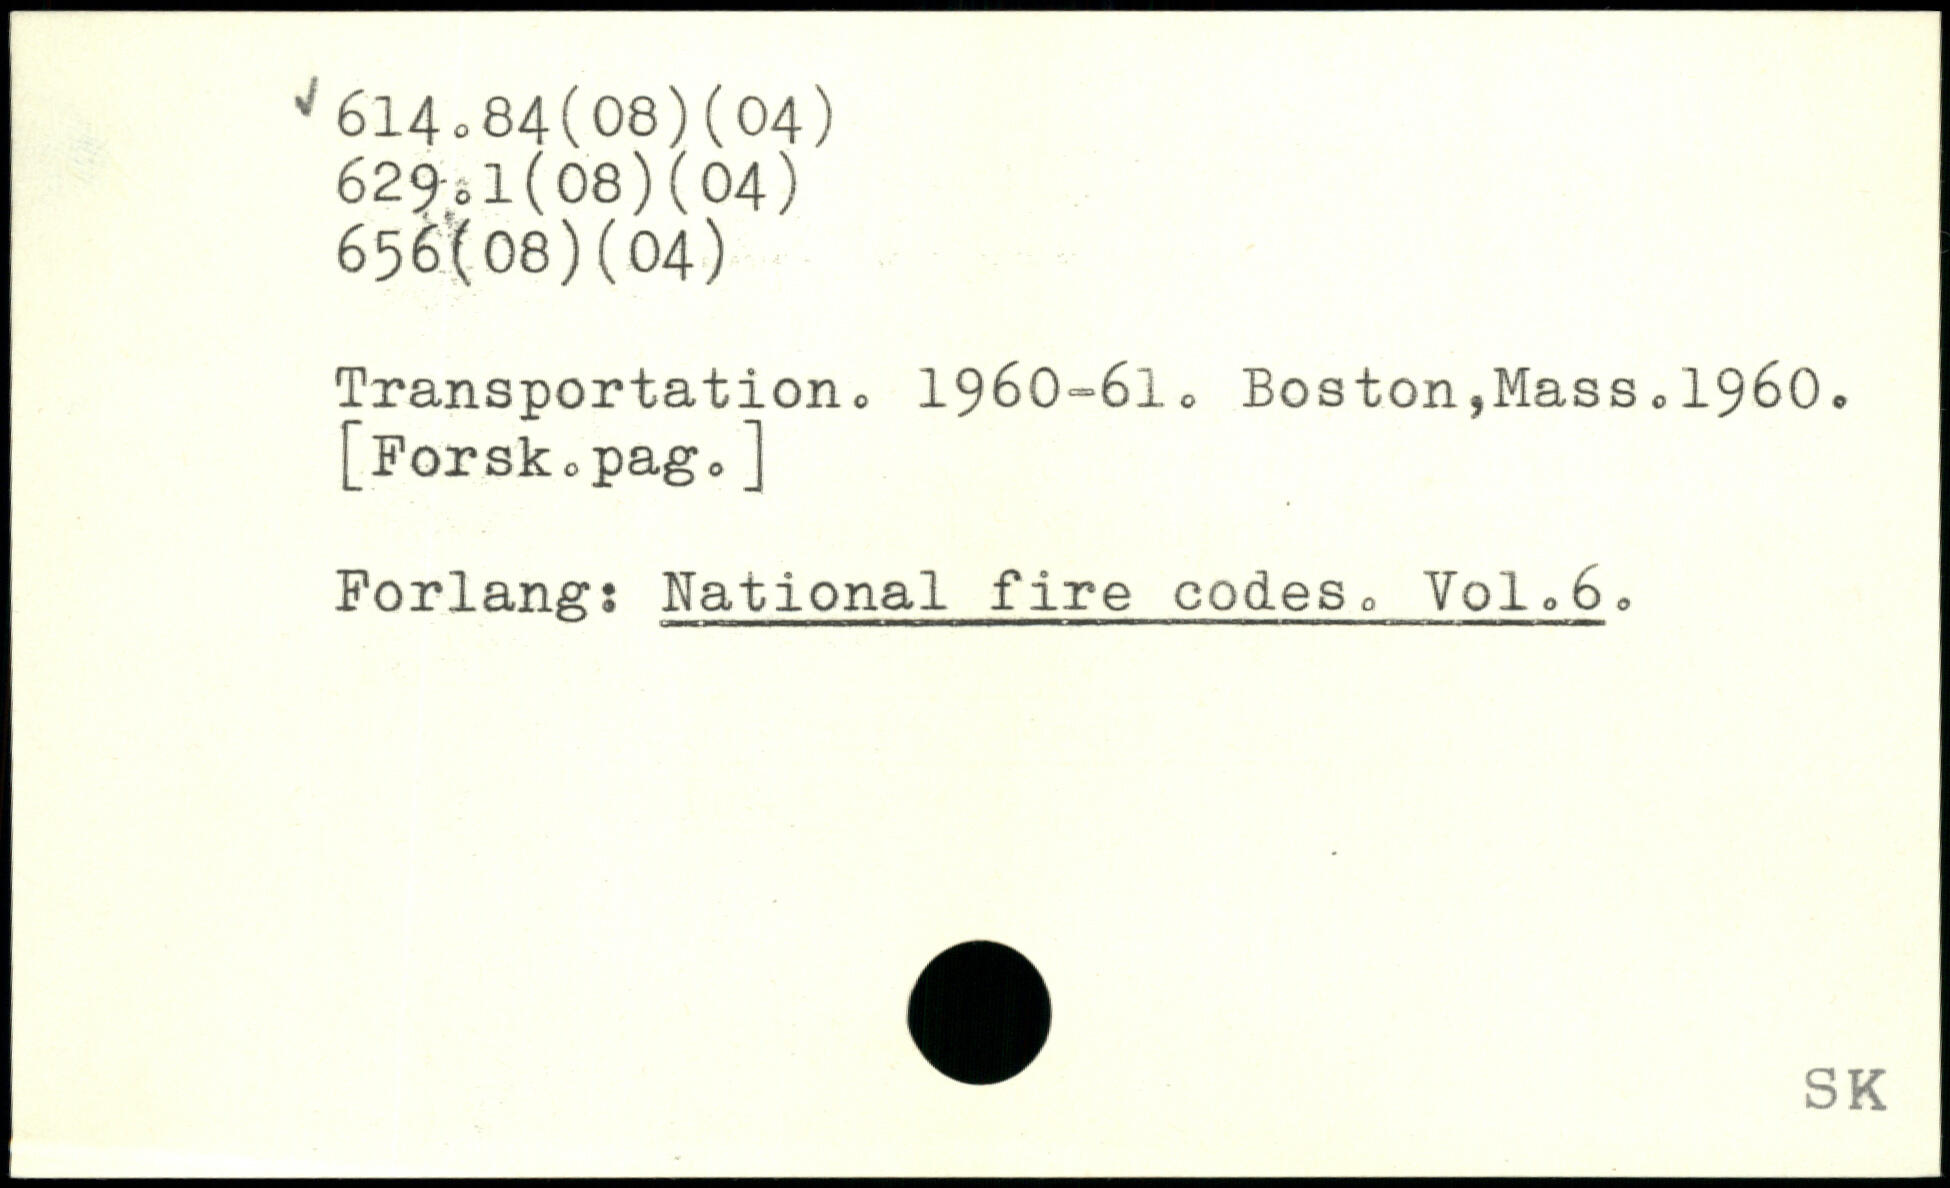 ✓ 614.84(08)(04)
629.1(08)(04)
656(08)(04)
Transportation. 1960-61. Boston,Mass.1960.
[Forsk.pag.]
Forlang: National fire codes. Vol.6.
SK